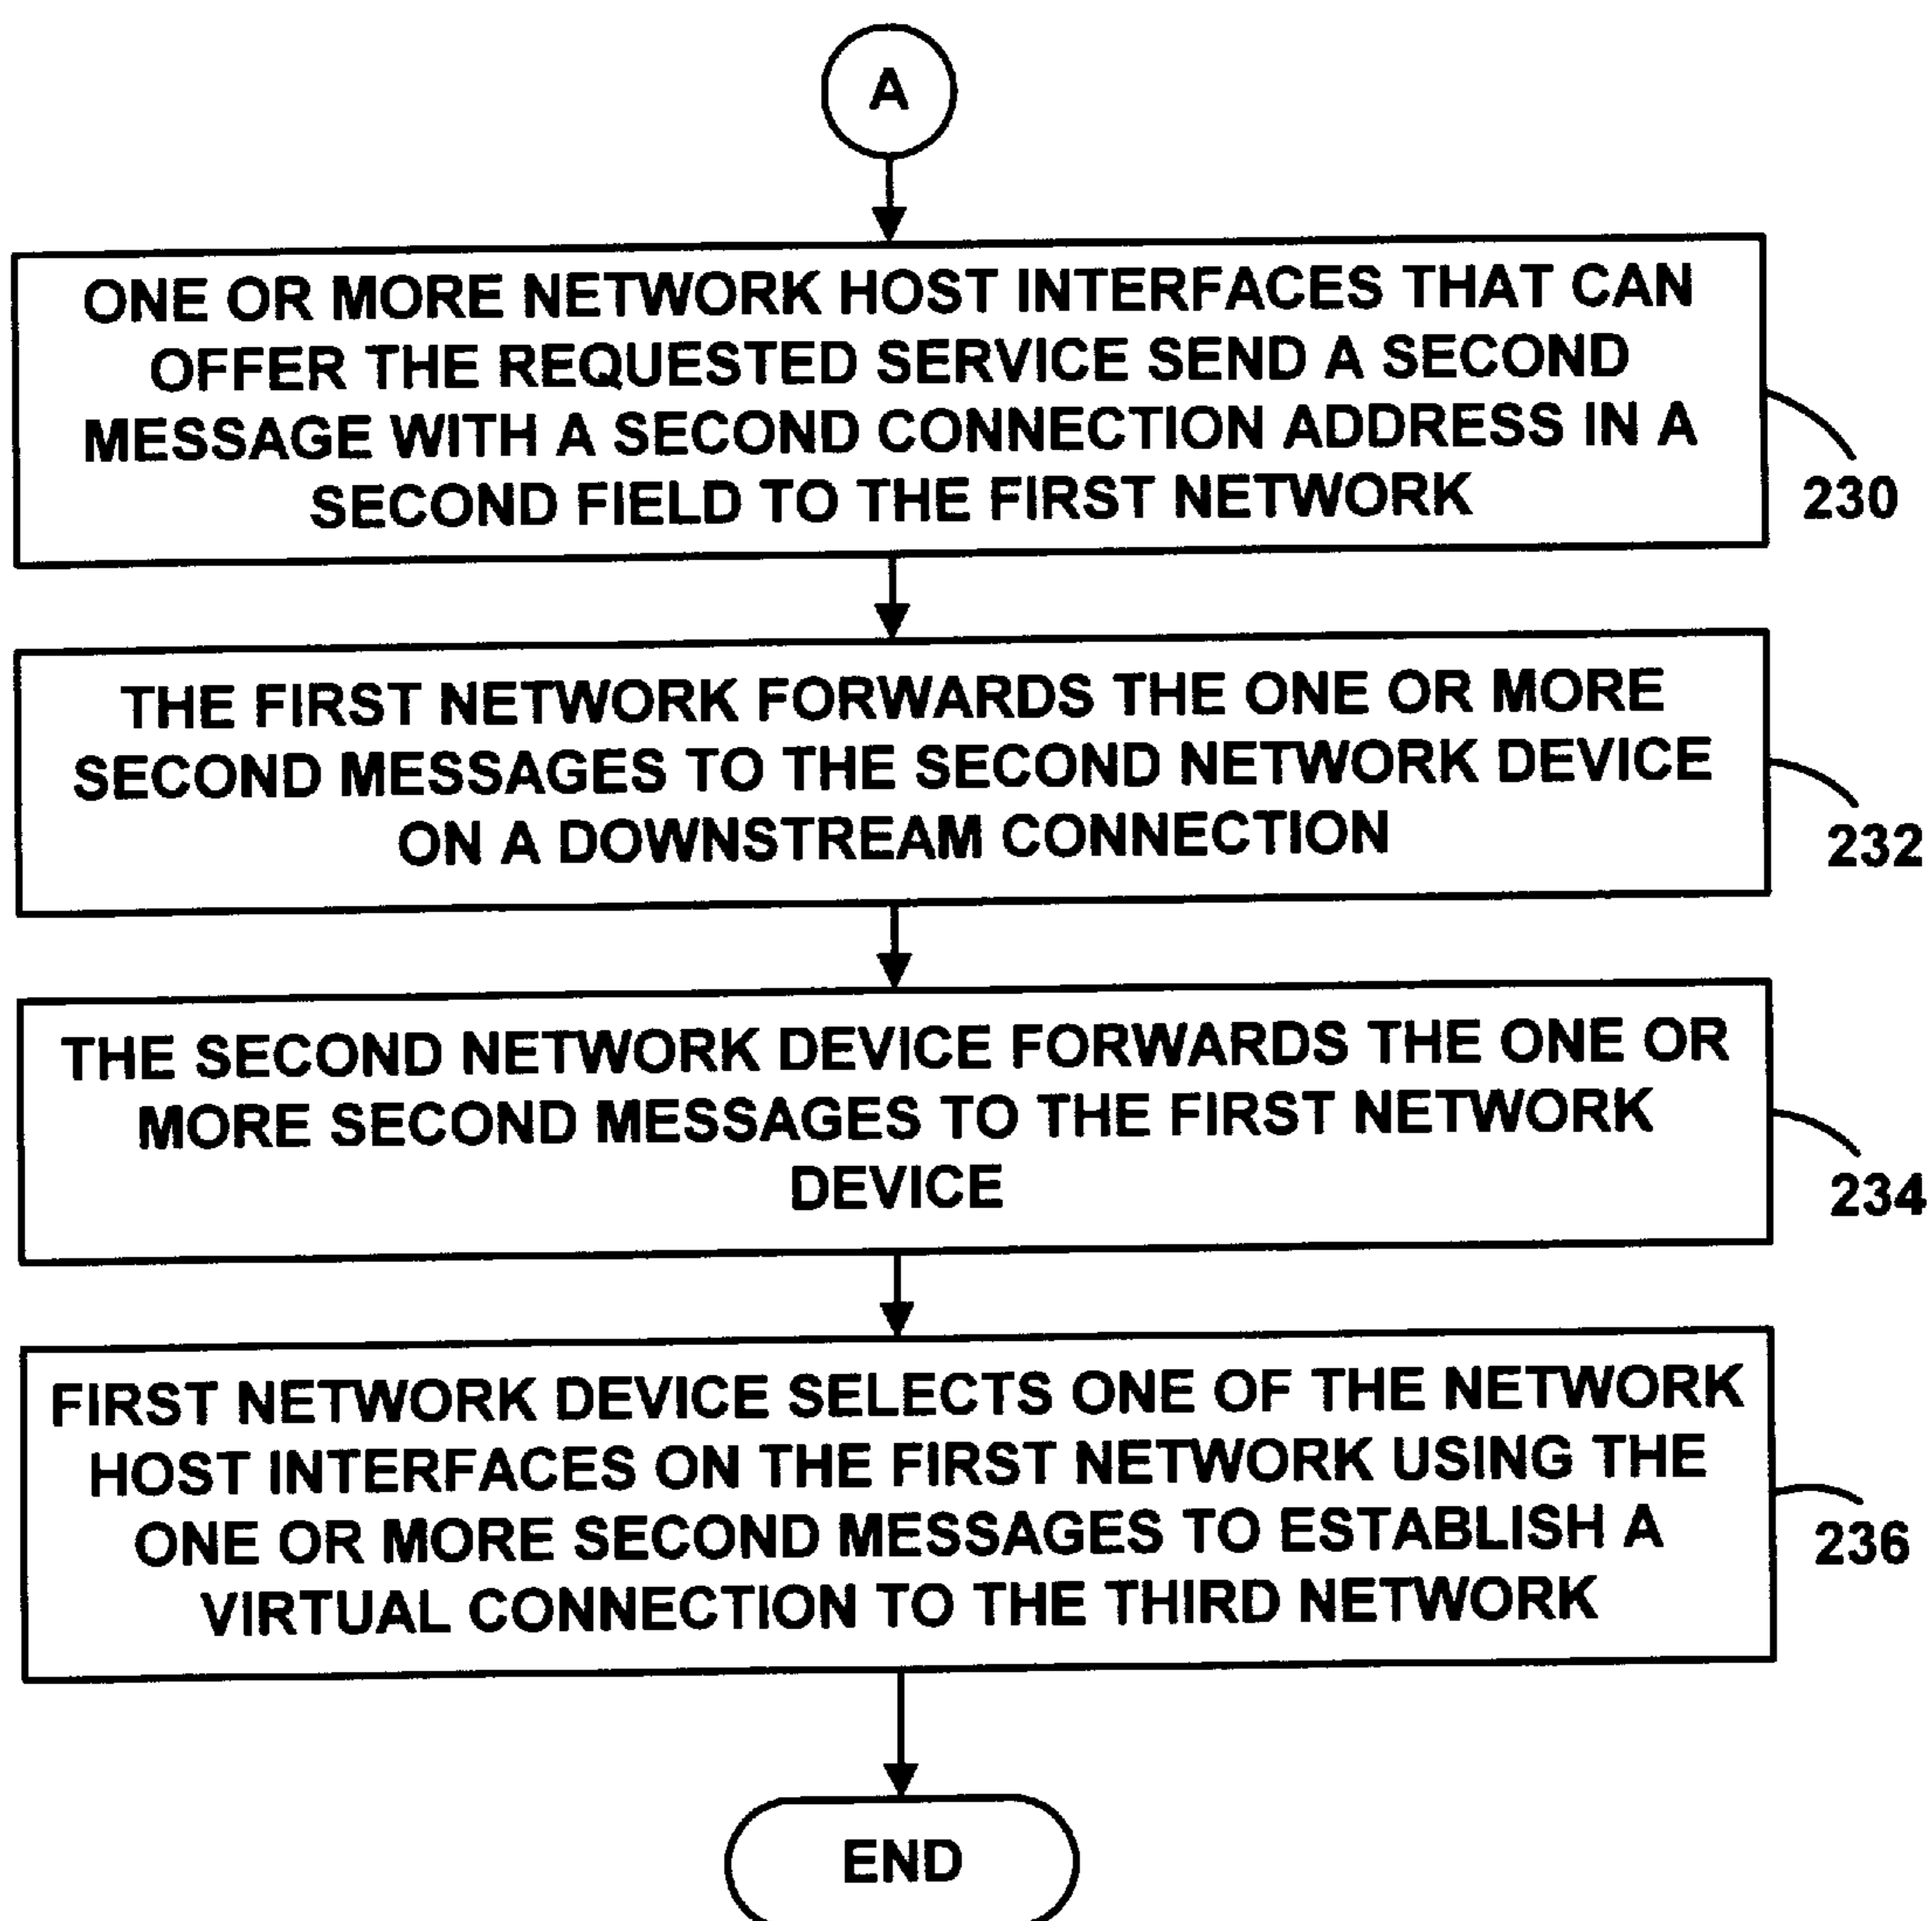 A
ONE OR MORE NETWORK HOST INTERFACES THAT CAN
OFFER THE REQUESTED SERVICE SEND A SECOND
MESSAGE WITH A SECOND CONNECTION ADDRESS IN A
SECOND FIELD TO THE FIRST NETWORK
230
THE FIRST NETWORK FORWARDS THE ONE OR MORE
SECOND MESSAGES TO THE SECOND NETWORK DEVICE
ON A DOWNSTREAM CONNECTION
232
THE SECOND NETWORK DEVICE FORWARDS THE ONE OR
MORE SECOND MESSAGES TO THE FIRST NETWORK
DEVICE
234
FIRST NETWORK DEVICE SELECTS ONE OF THE NETWORK
HOST INTERFACES ON THE FIRST NETWORK USING THE
ONE OR MORE SECOND MESSAGES TO ESTABLISH A
VIRTUAL CONNECTION TO THE THIRD NETWORK
236
END